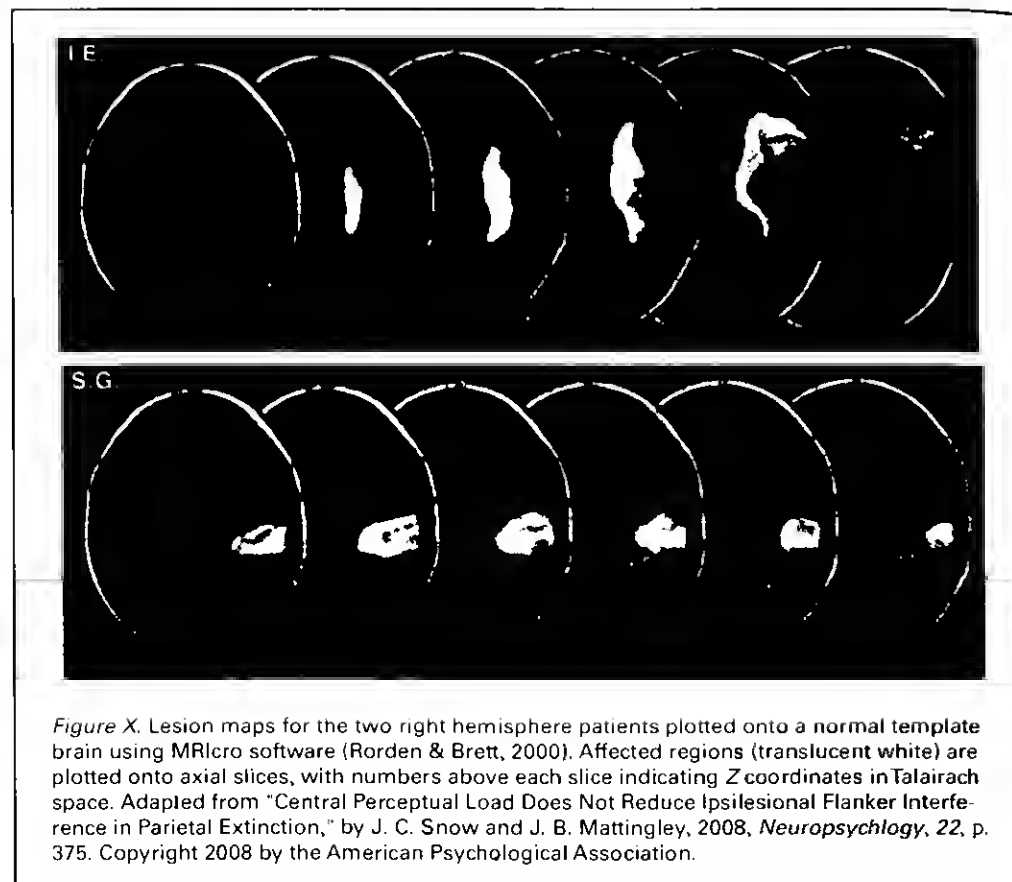 I.E.
S.G.
Figure X. Lesion maps for the two right hemisphere patients plotted onto a normal template
brain using MRIcro software (Rorden & Brett, 2000). Affected regions (translucent white) are
plotted onto axial slices, with numbers above each slice indicating Z coordinates in Talairach
space. Adapted from "Central Perceptual Load Does Not Reduce Ipsilesional Flanker Interfe-
rence in Parietal Extinction," by J. C. Snow and J. B. Mattingley, 2008, Neuropsychlogy, 22, p.
375. Copyright 2008 by the American Psychological Association.